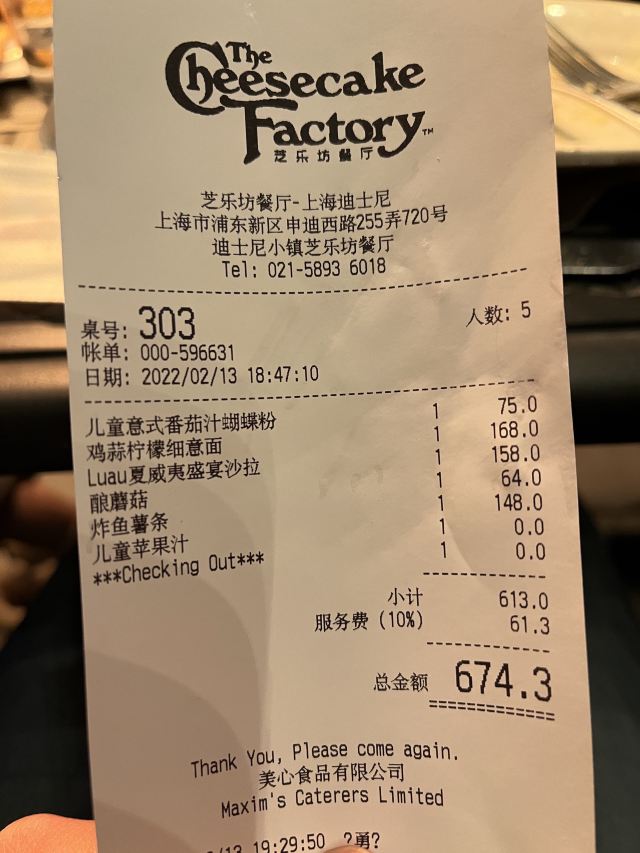 The
Cheesecake
Factory™
芝乐坊餐厅
芝乐坊餐厅-上海迪士尼
上海市浦东新区申迪西路255弄720号
迪士尼小镇芝乐坊餐厅
Tel: 021-5893 6018
桌号: 303 人数: 5
帐单: 000-596631
日期: 2022/02/13 18:47:10
儿童意式番茄汁蝴蝶粉 1 75.0
鸡蒜柠檬细意面 1 168.0
Luau夏威夷盛宴沙拉 1 158.0
酿蘑菇 1 64.0
炸鱼薯条 1 148.0
儿童苹果汁 1 0.0
***Checking Out*** 1 0.0
小计 613.0
服务费 (10%) 61.3
总金额 674.3
Thank You, Please come again.
美心食品有限公司
Maxim's Caterers Limited
/13 19:29:50 ?勇?